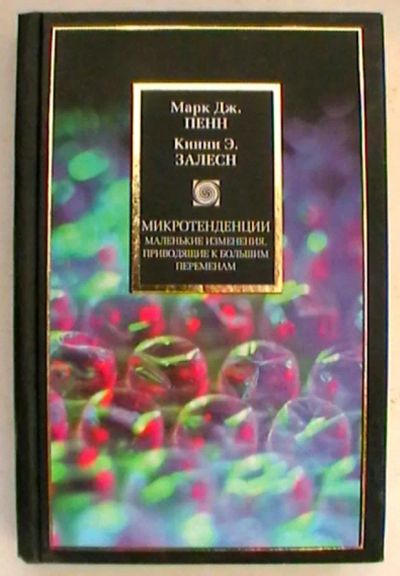 Марк Дж.
ПЕНН
Кинни Э.
ЗАЛЕСН
МИКРОТЕНДЕНЦИИ
МАЛЕНЬКИЕ ИЗМЕНЕНИЯ,
ПРИВОДЯЩИЕ К БОЛЬШИМ
ПЕРЕМЕНАМ